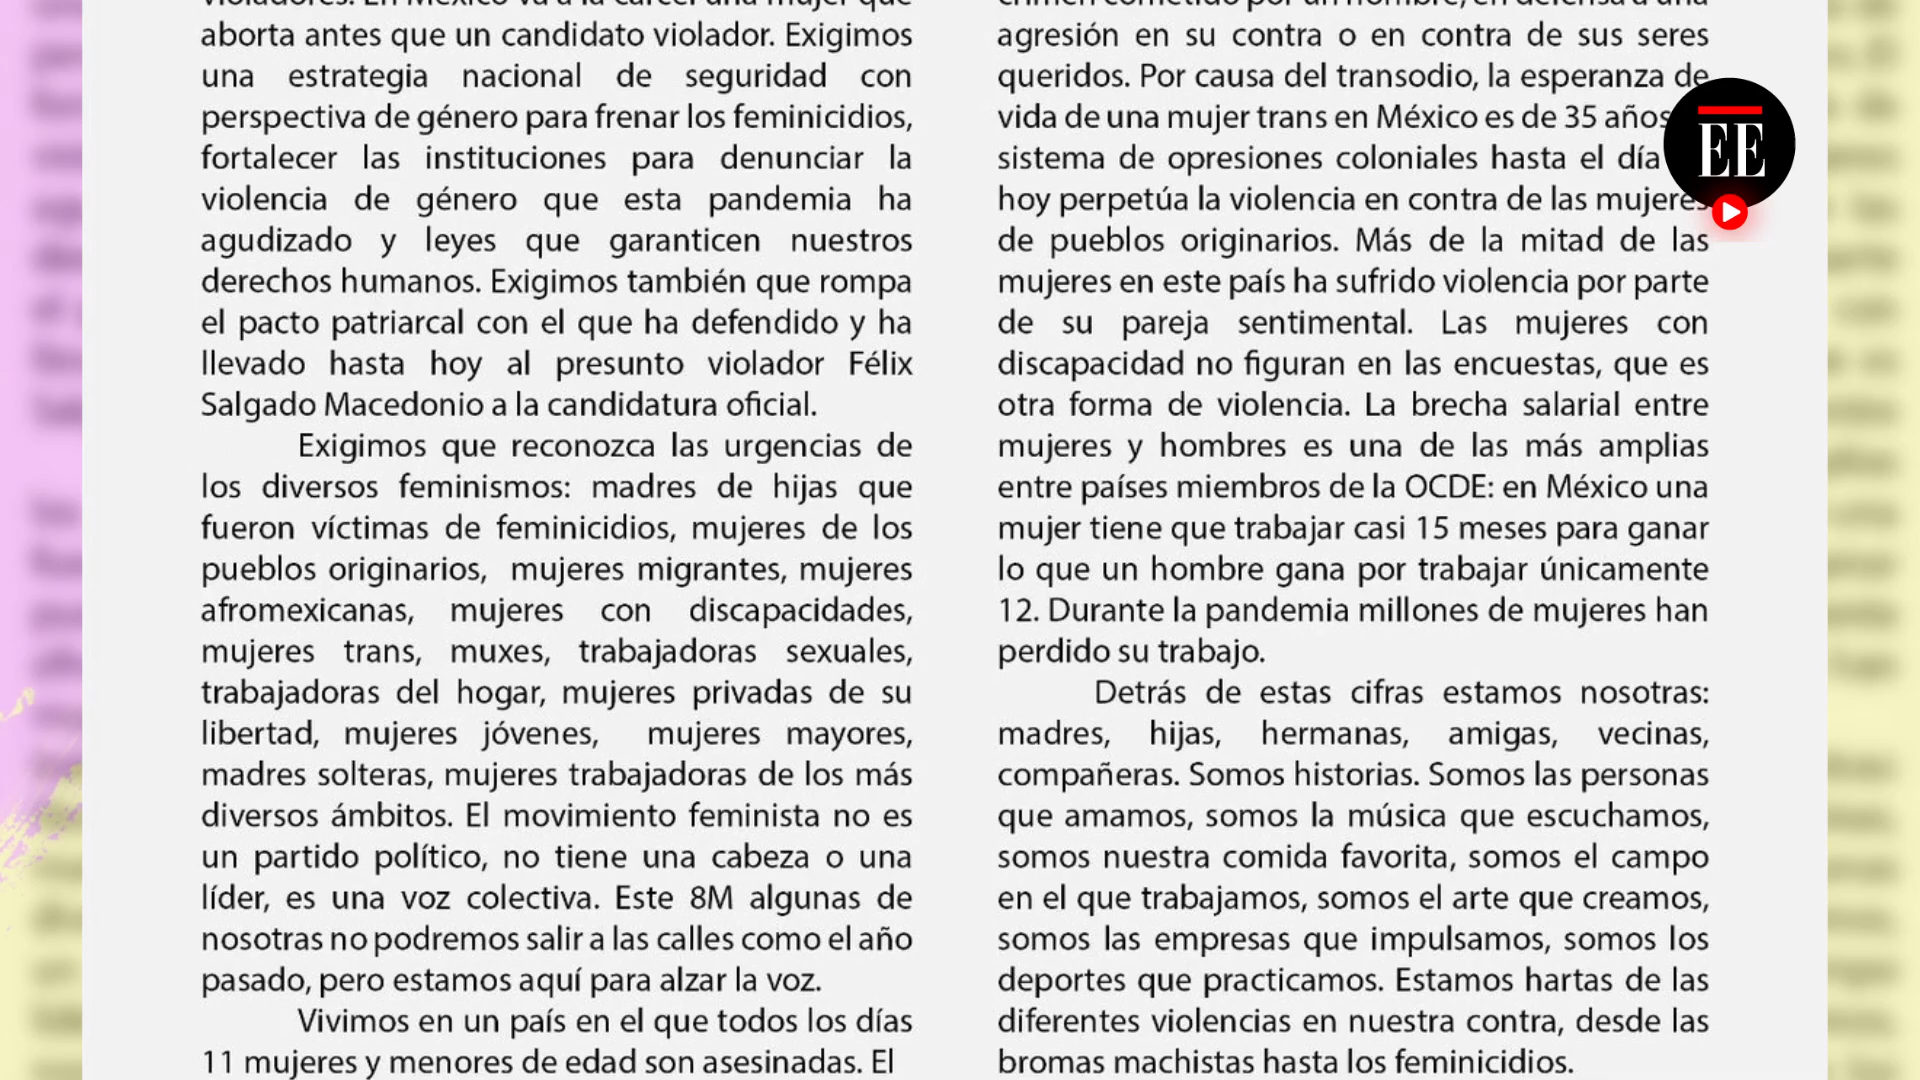 aborta antes que un candidato violador. Exigimos
una estrategia nacional de seguridad con
perspectiva de género para frenar los feminicidios,
fortalecer las instituciones para denunciar la
violencia de género que esta pandemia ha
agudizado y leyes que garanticen nuestros
derechos humanos. Exigimos también que rompa
el pacto patriarcal con el que ha defendido y ha
llevado hasta hoy al presunto violador Félix
Salgado Macedonio a la candidatura oficial.
Exigimos que reconozca las urgencias de
los diversos feminismos: madres de hijas que
fueron víctimas de feminicidios, mujeres de los
pueblos originarios, mujeres migrantes, mujeres
afromexicanas, mujeres con discapacidades,
mujeres trans, muxes, trabajadoras sexuales,
trabajadoras del hogar, mujeres privadas de su
libertad, mujeres jóvenes, mujeres mayores,
madres solteras, mujeres trabajadoras de los más
diversos ámbitos. El movimiento feminista no es
un partido político, no tiene una cabeza o una
líder, es una voz colectiva. Este 8M algunas de
nosotras no podremos salir a las calles como el año
pasado, pero estamos aquí para alzar la voz.
Vivimos en un país en el que todos los días
11 mujeres y menores de edad son asesinadas. El
agresión en su contra o en contra de sus seres
queridos. Por causa del transodio, la esperanza de
vida de una mujer trans en México es de 35 años
sistema de opresiones coloniales hasta el día
hoy perpetúa la violencia en contra de las mujeres
de pueblos originarios. Más de la mitad de las
mujeres en este país ha sufrido violencia por parte
de su pareja sentimental. Las mujeres con
discapacidad no figuran en las encuestas, que es
otra forma de violencia. La brecha salarial entre
mujeres y hombres es una de las más amplias
entre países miembros de la OCDE: en México una
mujer tiene que trabajar casi 15 meses para ganar
lo que un hombre gana por trabajar únicamente
12. Durante la pandemia millones de mujeres han
perdido su trabajo.
Detrás de estas cifras estamos nosotras:
madres, hijas, hermanas, amigas, vecinas,
compañeras. Somos historias. Somos las personas
que amamos, somos la música que escuchamos,
somos nuestra comida favorita, somos el campo
en el que trabajamos, somos el arte que creamos,
somos las empresas que impulsamos, somos los
deportes que practicamos. Estamos hartas de las
diferentes violencias en nuestra contra, desde las
bromas machistas hasta los feminicidios.
EE